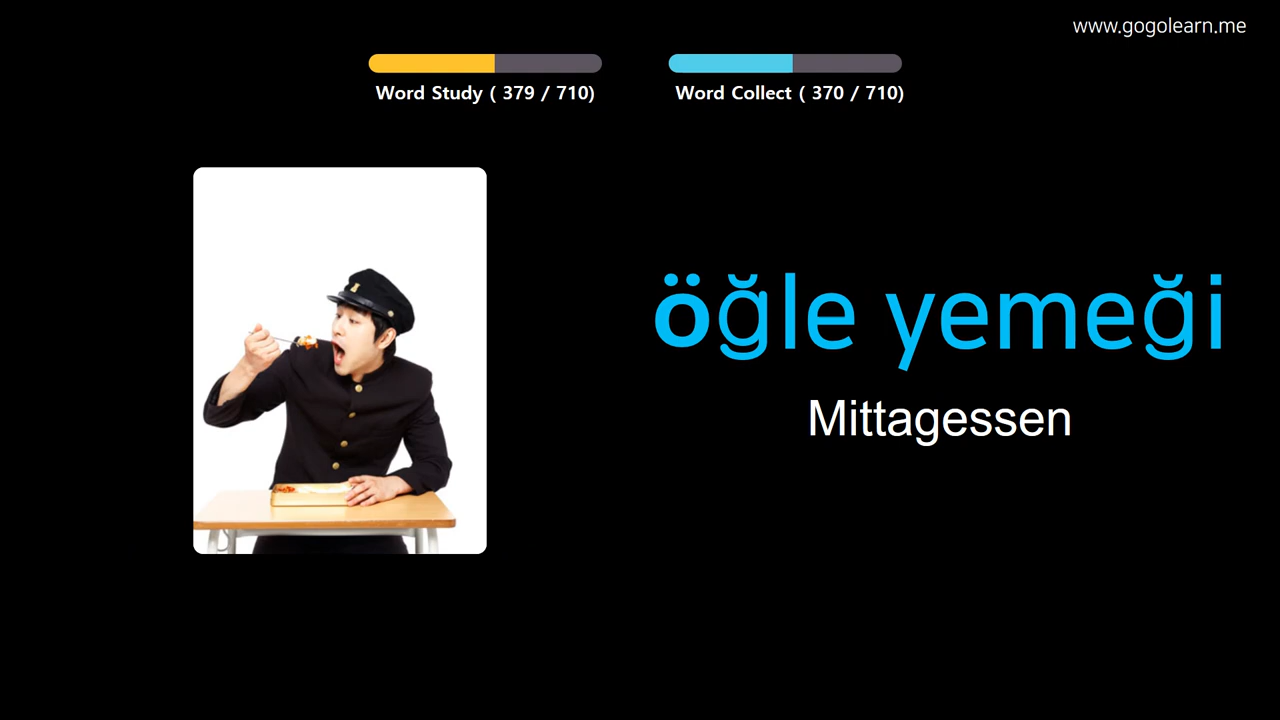 www.gogolearn.me
Word Study ( 379 / 710)
Word Collect ( 370 / 710)
öğle yemeği
Mittagessen